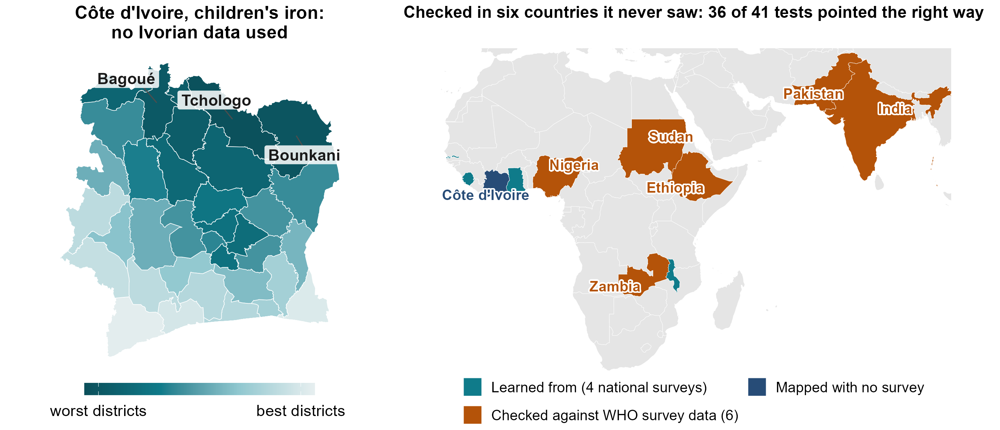 Côte d'Ivoire, children's iron:
no Ivorian data used
Bagoué
Tchologo
Bounkani
worst districts
best districts
Checked in six countries it never saw: 36 of 41 tests pointed the right way
Pakistan
India
Sudan
Nigeria
Ethiopia
Côte d'Ivoire
Zambia
Learned from (4 national surveys)
Mapped with no survey
Checked against WHO survey data (6)